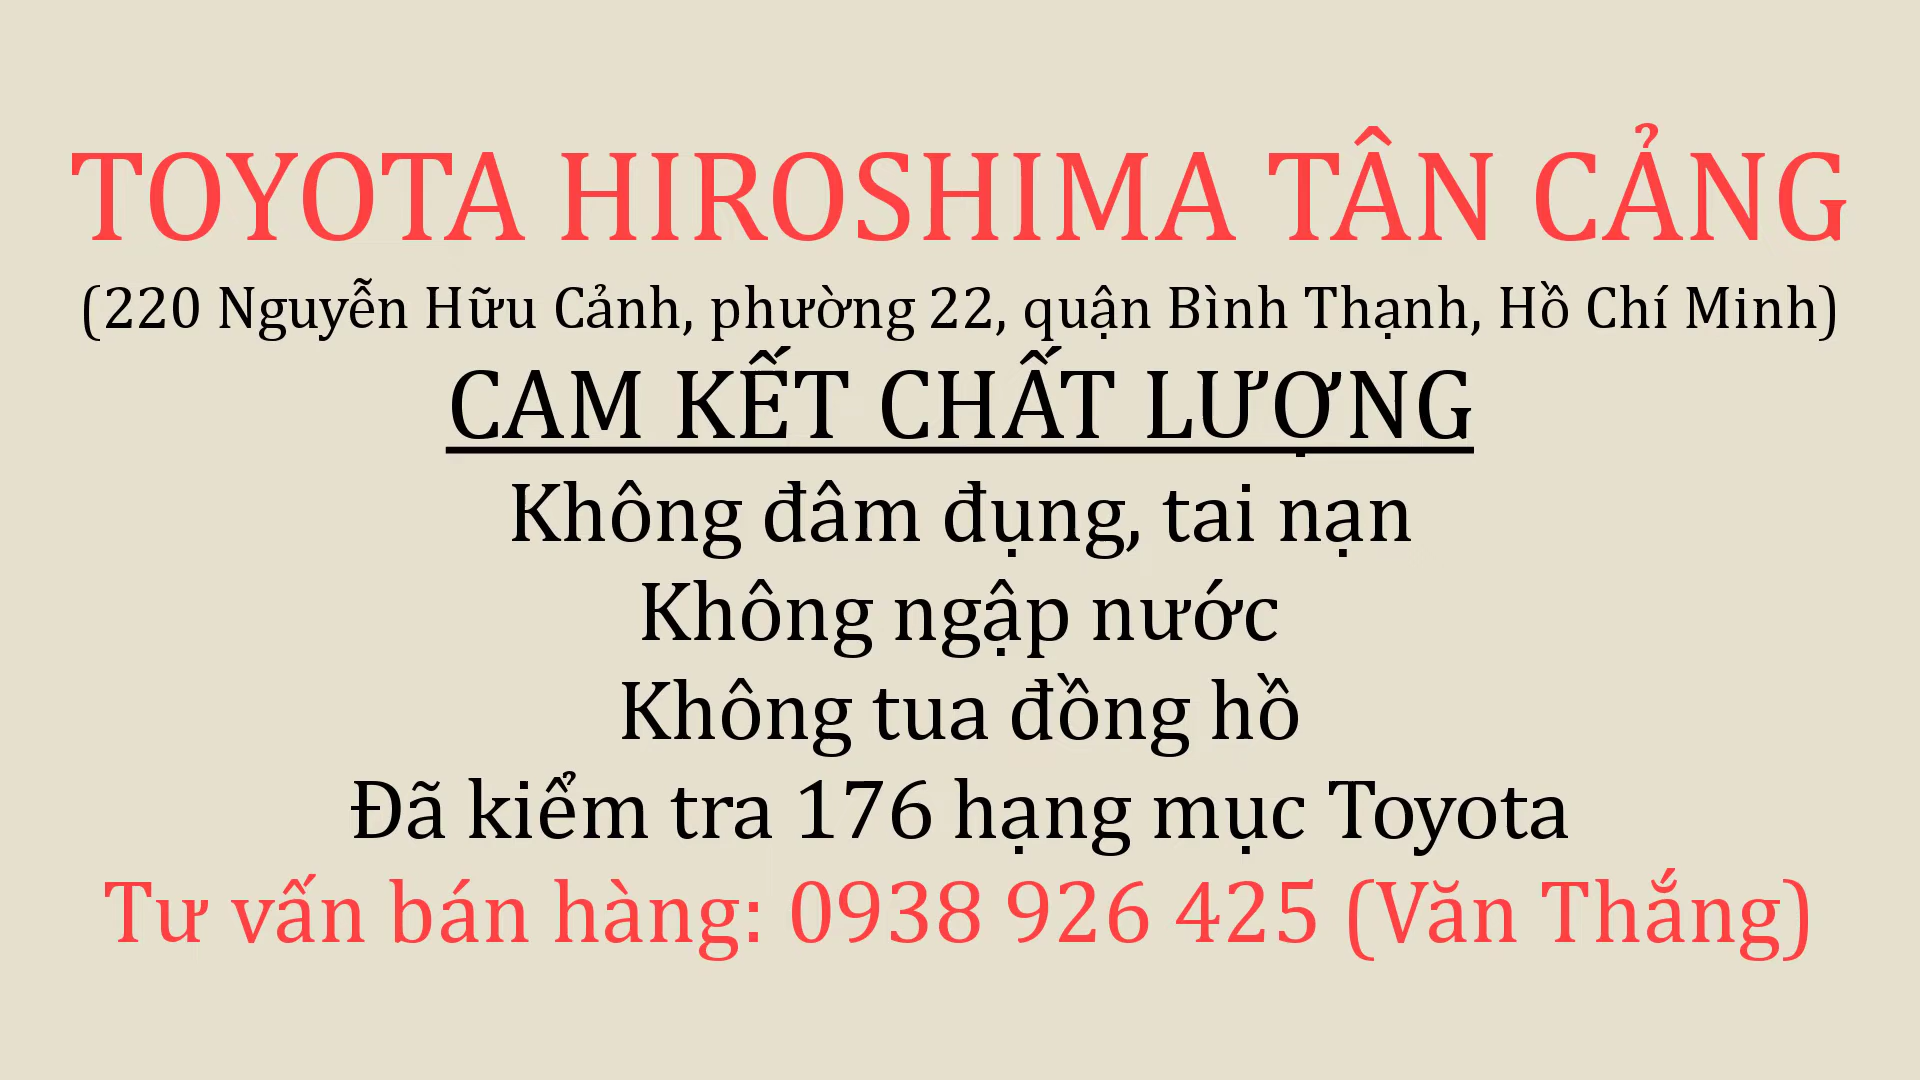 TOYOTA HIROSHIMA TÂN CẢNG
(220 Nguyễn Hữu Cảnh, phường 22, quận Bình Thạnh, Hồ Chí Minh)
CAM KẾT CHẤT LƯỢNG
Không đâm đụng, tai nạn
Không ngập nước
Không tua đồng hồ
Đã kiểm tra 176 hạng mục Toyota
Tư vấn bán hàng: 0938 926 425 (Văn Thắng)